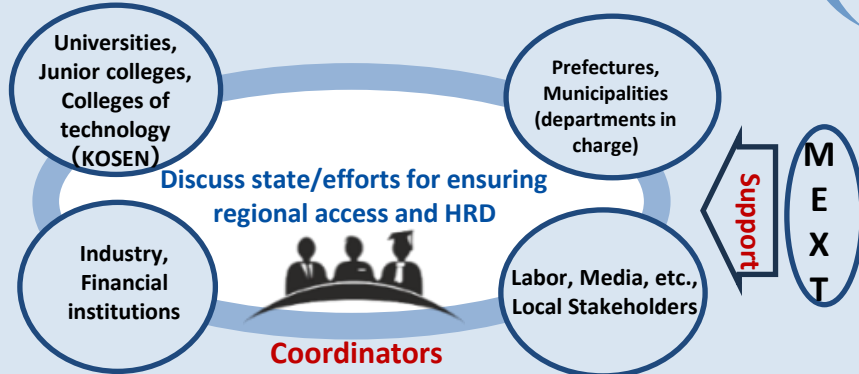 Universities,
Junior colleges,
Colleges of
technology
（KOSEN）
Prefectures,
Municipalities
(departments in
charge)
Discuss state/efforts for ensuring
regional access and HRD
Industry,
Financial
institutions
Labor, Media, etc.,
Local Stakeholders
Coordinators
Support
M
E
X
T